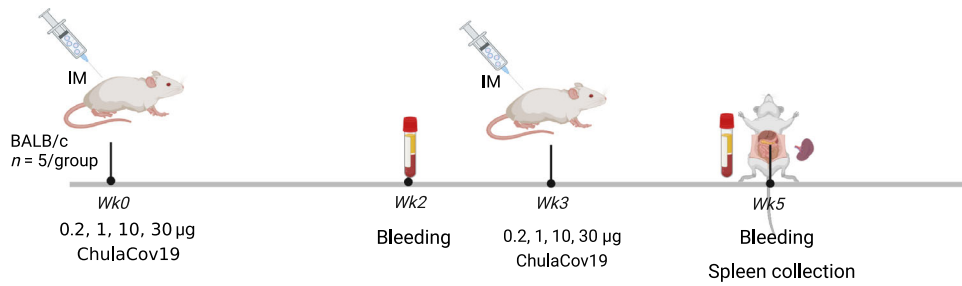 IM
IM
BALB/c
n = 5/group
Wk0
Wk2
Wk3
Wk5
0.2, 1, 10, 30 µg
ChulaCov19
Bleeding
0.2, 1, 10, 30 µg
ChulaCov19
Bleeding
Spleen collection